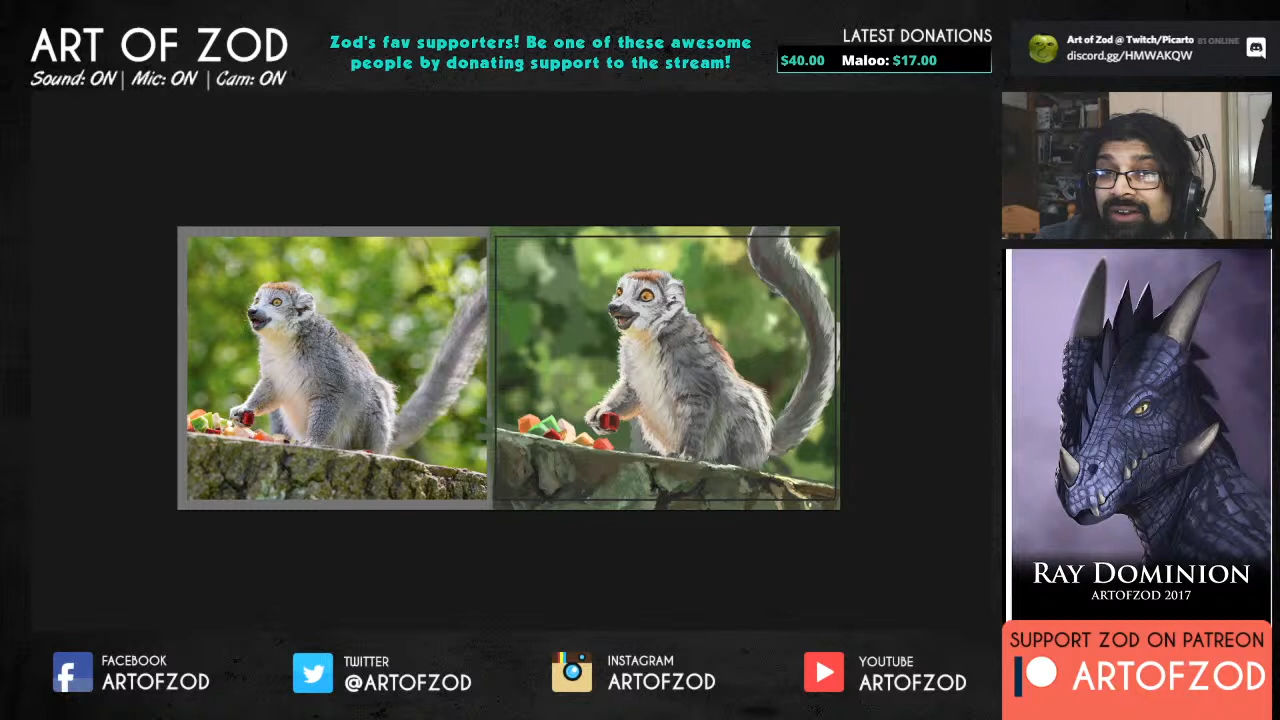 ART OF ZOD
Sound: ON | Mic: ON | Cam: ON
Zod's fav supporters! Be one of these awesome
people by donating support to the stream!
LATEST DONATIONS
$40.00 Maloo: $17.00
Art of Zod @ Twitch/Picarto 81 ONLINE
discord.gg/HMWAKQW
RAY DOMINION
ARTOFZOD 2017
SUPPORT ZOD ON PATREON
ARTOFZOD
FACEBOOK
ARTOFZOD
TWITTER
@ARTOFZOD
INSTAGRAM
ARTOFZOD
YOUTUBE
ARTOFZOD